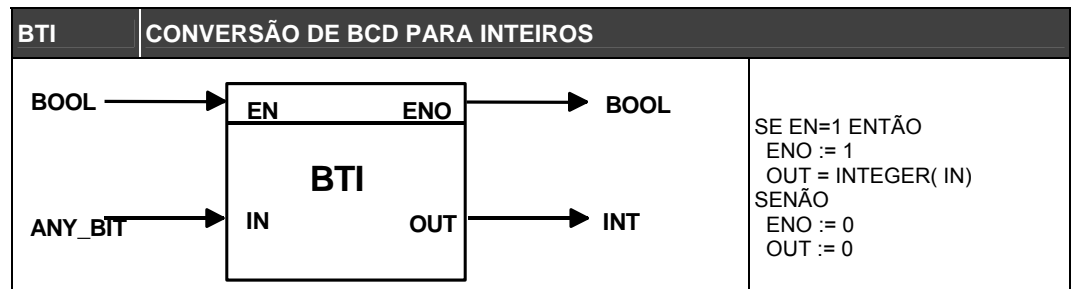 BTI CONVERSÃO DE BCD PARA INTEIROS
BOOL EN ENO BOOL
BTI
ANY_BIT IN OUT INT
SE EN=1 ENTÃO
ENO := 1
OUT = INTEGER( IN)
SENÃO
ENO := 0
OUT := 0